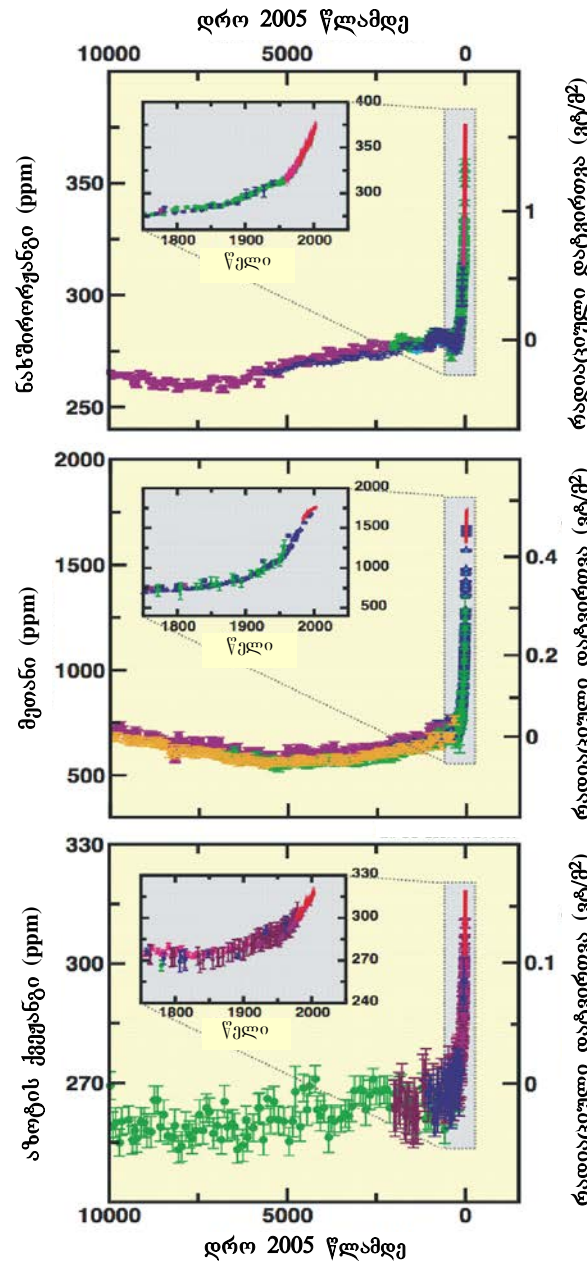 დრო 2005 წლამდე
10000 5000 0
ნახშირორჟანგი (ppm)
350
300
250
400
350
300
1800 1900 2000
წელი
1
0
რადიაციული დატვირთვა (ვტ/მ²)
მეთანი (ppm)
2000
1500
1000
500
2000
1500
1000
500
1800 1900 2000
წელი
0.4
0.2
0
რადიაციული დატვირთვა (ვტ/მ²)
აზოტის ქვეჟანგი (ppm)
330
300
270
330
300
270
240
1800 1900 2000
წელი
0.1
0
რადიაციული დატვირთვა (ვტ/მ²)
10000 5000 0
დრო 2005 წლამდე